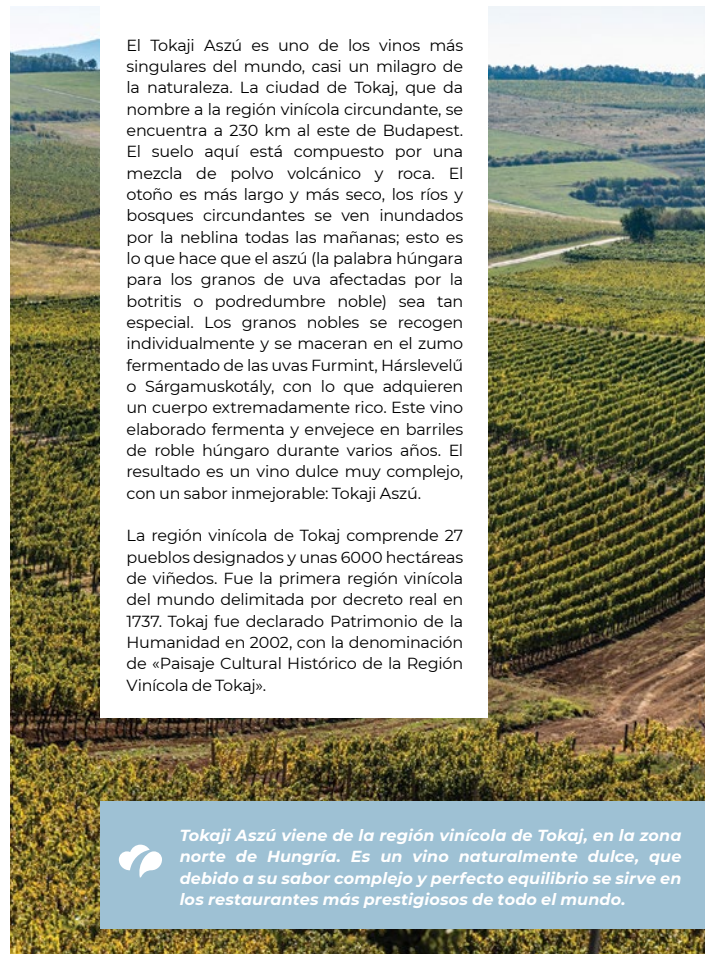 El Tokaji Aszú es uno de los vinos más
singulares del mundo, casi un milagro de
la naturaleza. La ciudad de Tokaj, que da
nombre a la región vinícola circundante, se
encuentra a 230 km al este de Budapest.
El suelo aquí está compuesto por una
mezcla de polvo volcánico y roca. El
otoño es más largo y más seco, los ríos y
bosques circundantes se ven inundados
por la neblina todas las mañanas; esto es
lo que hace que el aszú (la palabra húngara
para los granos de uva afectadas por la
botritis o podredumbre noble) sea tan
especial. Los granos nobles se recogen
individualmente y se maceran en el zumo
fermentado de las uvas Furmint, Hárslevelű
o Sárgamuskotály, con lo que adquieren
un cuerpo extremadamente rico. Este vino
elaborado fermenta y envejece en barriles
de roble húngaro durante varios años. El
resultado es un vino dulce muy complejo,
con un sabor inmejorable: Tokaji Aszú.
La región vinícola de Tokaj comprende 27
pueblos designados y unas 6000 hectáreas
de viñedos. Fue la primera región vinícola
del mundo delimitada por decreto real en
1737. Tokaj fue declarado Patrimonio de la
Humanidad en 2002, con la denominación
de «Paisaje Cultural Histórico de la Región
Vinícola de Tokaj».
Tokaji Aszú viene de la región vinícola de Tokaj, en la zona
norte de Hungría. Es un vino naturalmente dulce, que
debido a su sabor complejo y perfecto equilibrio se sirve en
los restaurantes más prestigiosos de todo el mundo.